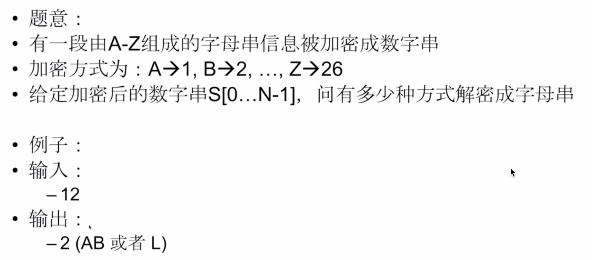 • 题意：
• 有一段由A-Z组成的字母串信息被加密成数字串
• 加密方式为：A→1, B→2, …, Z→26
• 给定加密后的数字串S[0…N-1]，问有多少种方式解密成字母串
• 例子：
• 输入：
– 12
• 输出：、
– 2 (AB 或者 L)